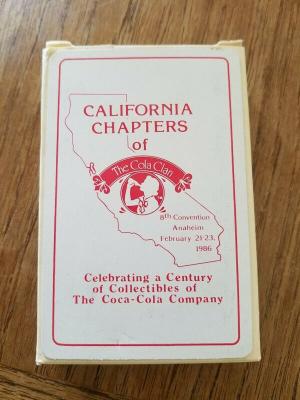 CALIFORNIA
CHAPTERS
of
The Cola Clan
8th Convention
Anaheim
February 21-23,
1986
Celebrating a Century
of Collectibles of
The Coca-Cola Company